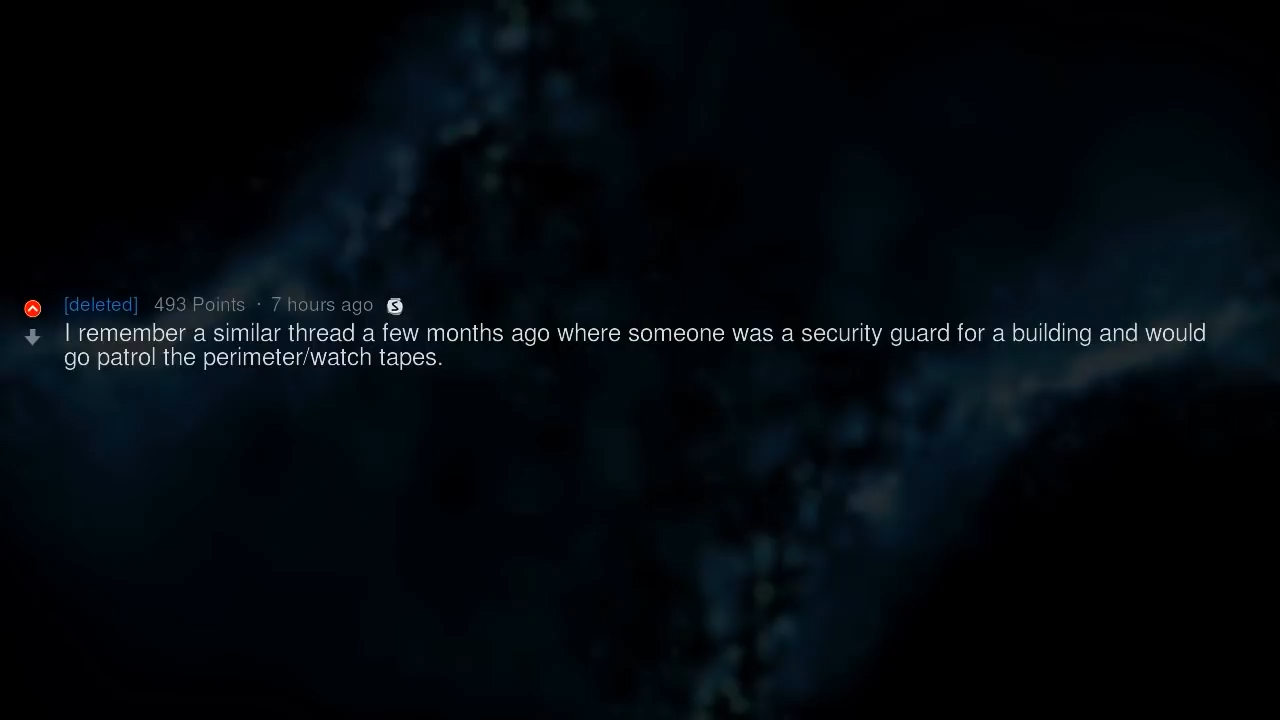 [deleted] 493 Points · 7 hours ago S
I remember a similar thread a few months ago where someone was a security guard for a building and would
go patrol the perimeter/watch tapes.